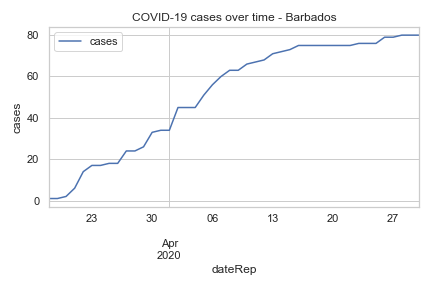 COVID-19 cases over time - Barbados
cases
80
60
40
20
0
cases
23 30 06 13 20 27
Apr
2020
dateRep